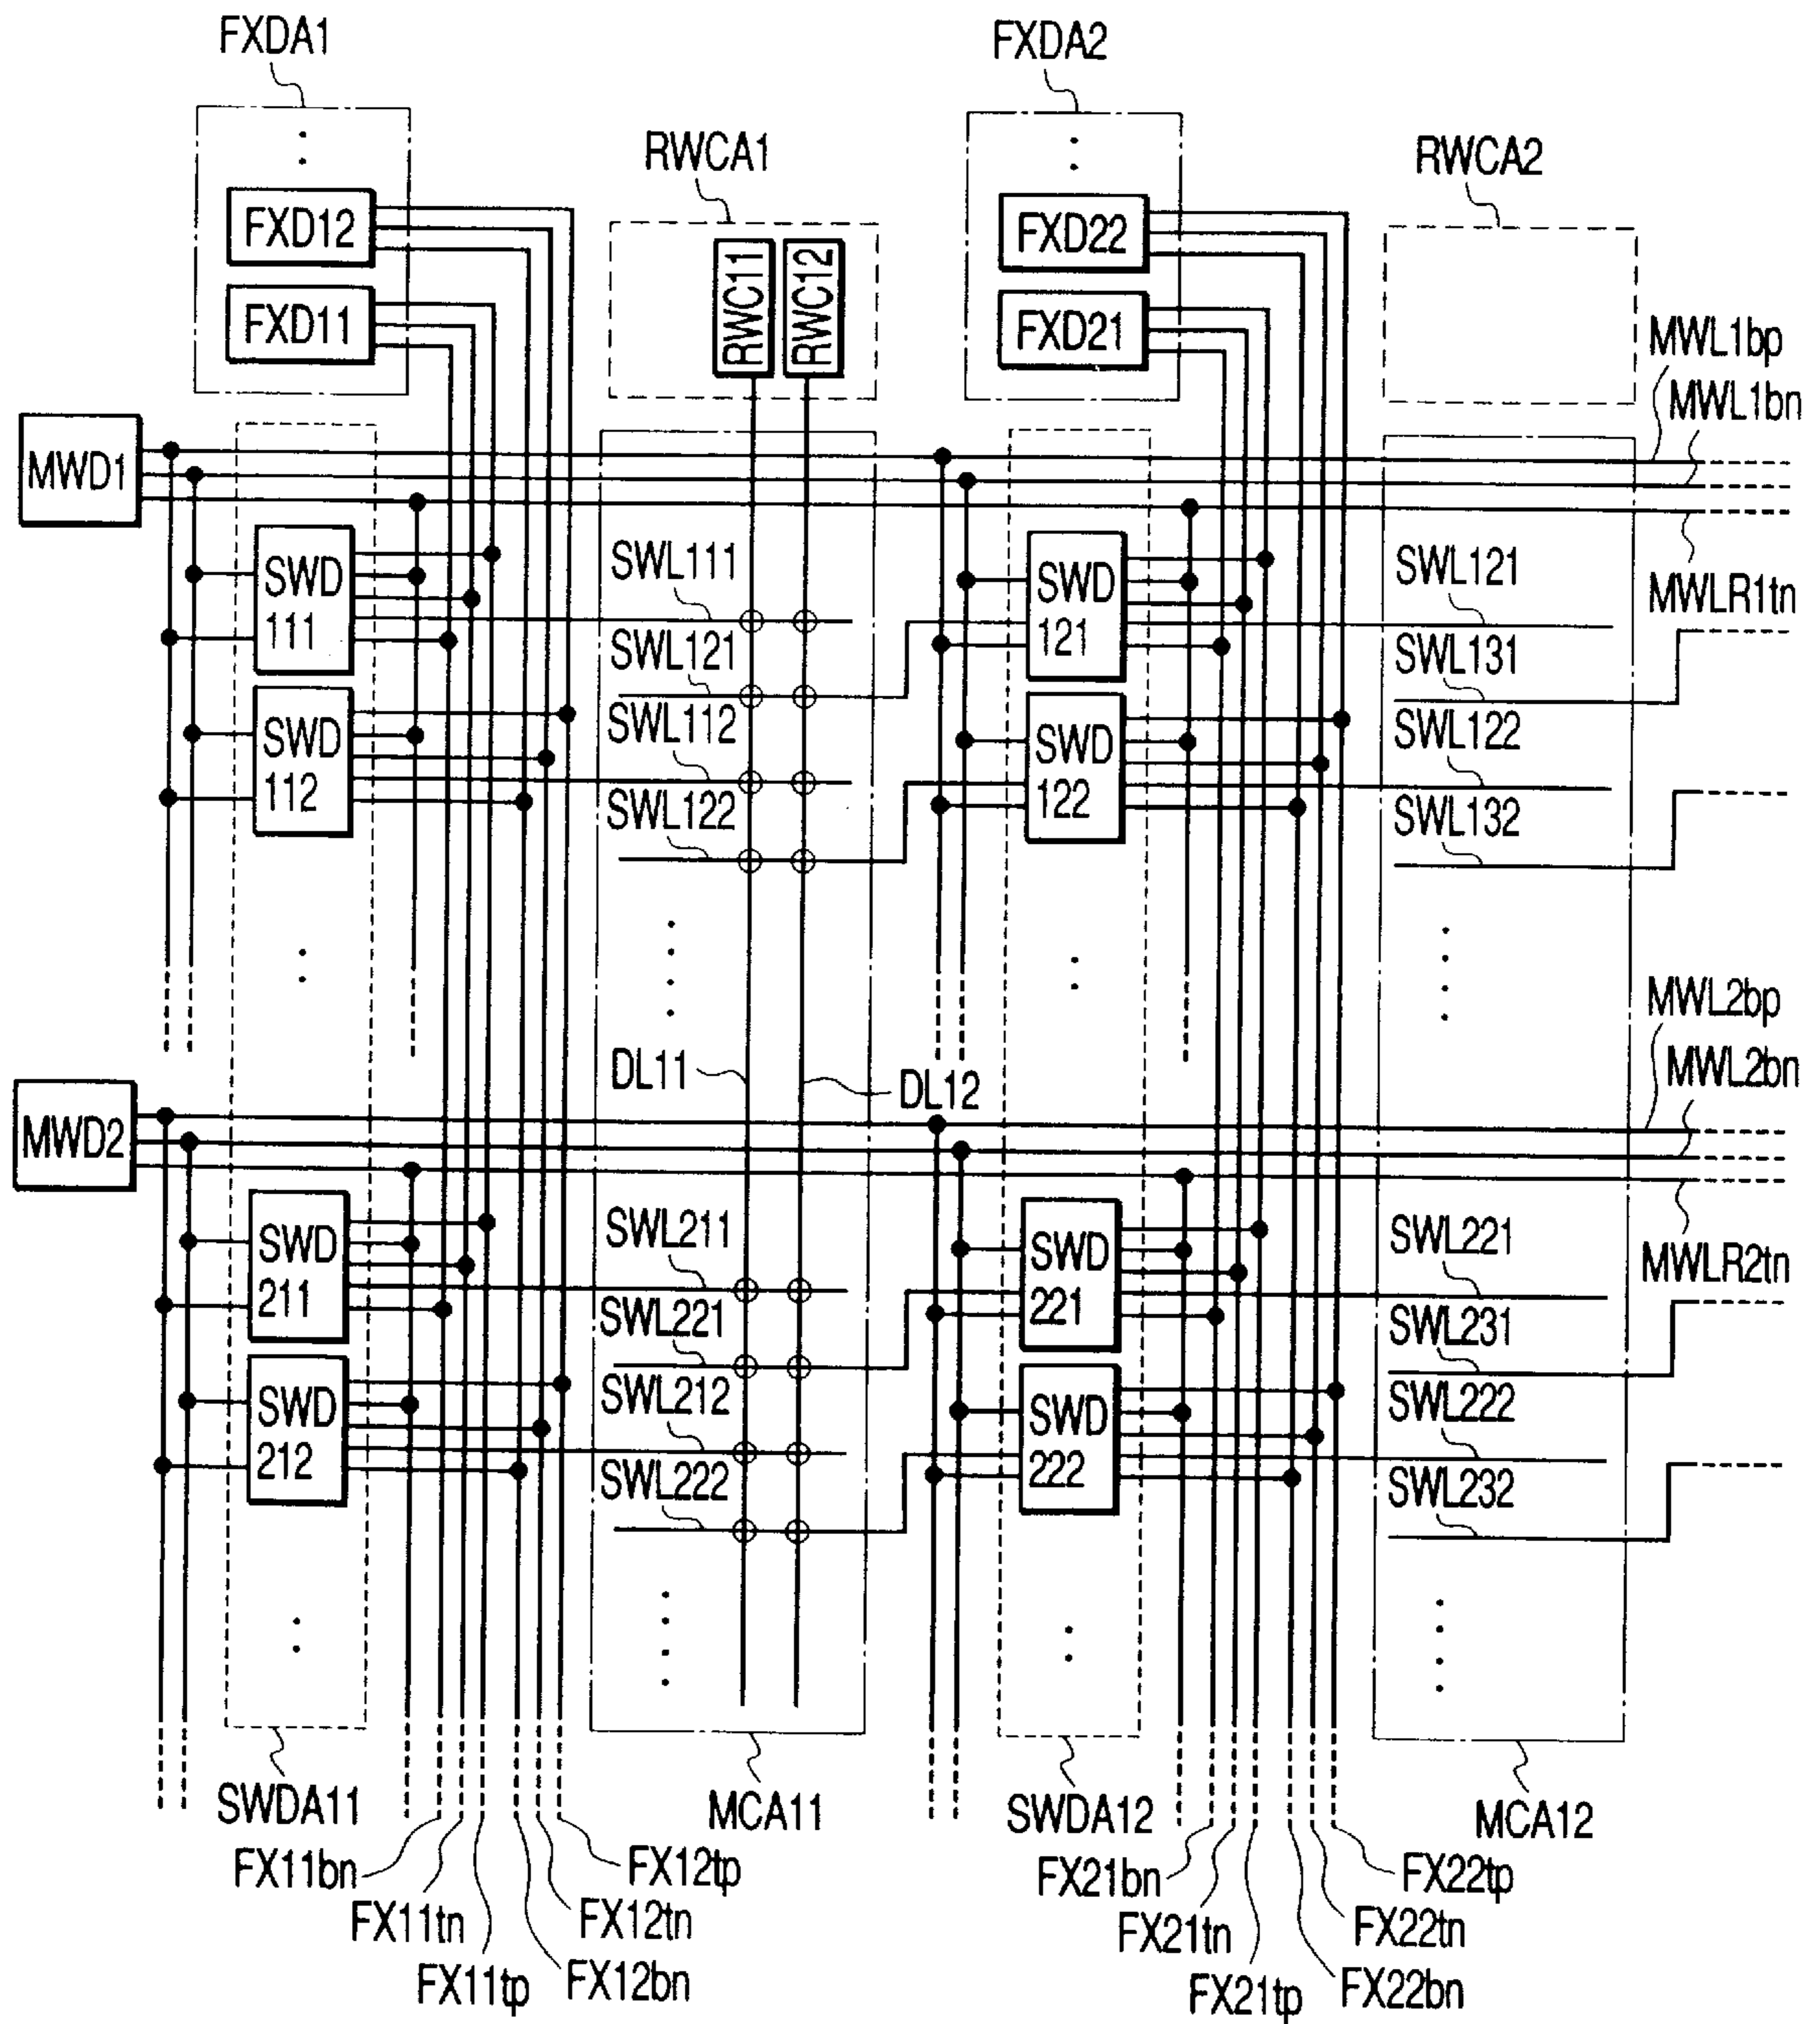 FXDA1
FXDA2
RWCA1
RWCA2
FXD12
FXD22
RWC11
RWC12
FXD11
FXD21
MWL1bp
MWL1bn
MWD1
SWD
111
SWL111
SWD
121
SWL121
MWLR1tn
SWL121
SWL131
SWD
112
SWL112
SWD
122
SWL122
SWL122
SWL132
MWL2bp
DL11
DL12
MWL2bn
MWD2
SWD
211
SWL211
SWD
221
SWL221
MWLR2tn
SWL221
SWL231
SWD
212
SWL212
SWD
222
SWL222
SWL222
SWL232
SWDA11
MCA11
SWDA12
MCA12
FX11bn
FX12tp
FX21bn
FX22tp
FX11tn
FX12tn
FX21tn
FX22tn
FX11tp
FX12bn
FX21tp
FX22bn